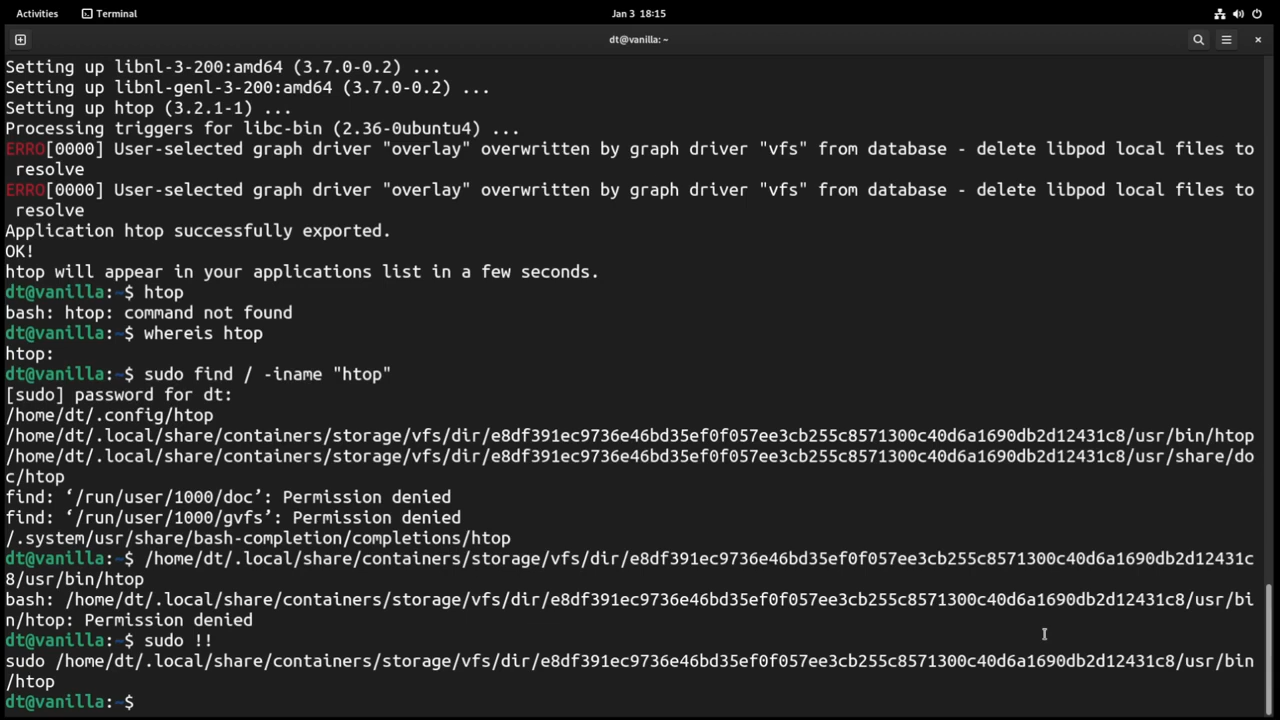 Activities Terminal Jan 3 18:15
dt@vanilla: ~
Setting up libnl-3-200:amd64 (3.7.0-0.2) ...
Setting up libnl-genl-3-200:amd64 (3.7.0-0.2) ...
Setting up htop (3.2.1-1) ...
Processing triggers for libc-bin (2.36-0ubuntu4) ...
ERRO[0000] User-selected graph driver "overlay" overwritten by graph driver "vfs" from database - delete libpod local files to
resolve
ERRO[0000] User-selected graph driver "overlay" overwritten by graph driver "vfs" from database - delete libpod local files to
resolve
Application htop successfully exported.
OK!
htop will appear in your applications list in a few seconds.
dt@vanilla:~$ htop
bash: htop: command not found
dt@vanilla:~$ whereis htop
htop:
dt@vanilla:~$ sudo find / -iname "htop"
[sudo] password for dt:
/home/dt/.config/htop
/home/dt/.local/share/containers/storage/vfs/dir/e8df391ec9736e46bd35ef0f057ee3cb255c8571300c40d6a1690db2d12431c8/usr/bin/htop
/home/dt/.local/share/containers/storage/vfs/dir/e8df391ec9736e46bd35ef0f057ee3cb255c8571300c40d6a1690db2d12431c8/usr/share/do
c/htop
find: ‘/run/user/1000/doc’: Permission denied
find: ‘/run/user/1000/gvfs’: Permission denied
/.system/usr/share/bash-completion/completions/htop
dt@vanilla:~$ /home/dt/.local/share/containers/storage/vfs/dir/e8df391ec9736e46bd35ef0f057ee3cb255c8571300c40d6a1690db2d12431c
8/usr/bin/htop
bash: /home/dt/.local/share/containers/storage/vfs/dir/e8df391ec9736e46bd35ef0f057ee3cb255c8571300c40d6a1690db2d12431c8/usr/bi
n/htop: Permission denied
dt@vanilla:~$ sudo !!
sudo /home/dt/.local/share/containers/storage/vfs/dir/e8df391ec9736e46bd35ef0f057ee3cb255c8571300c40d6a1690db2d12431c8/usr/bin
/htop
dt@vanilla:~$